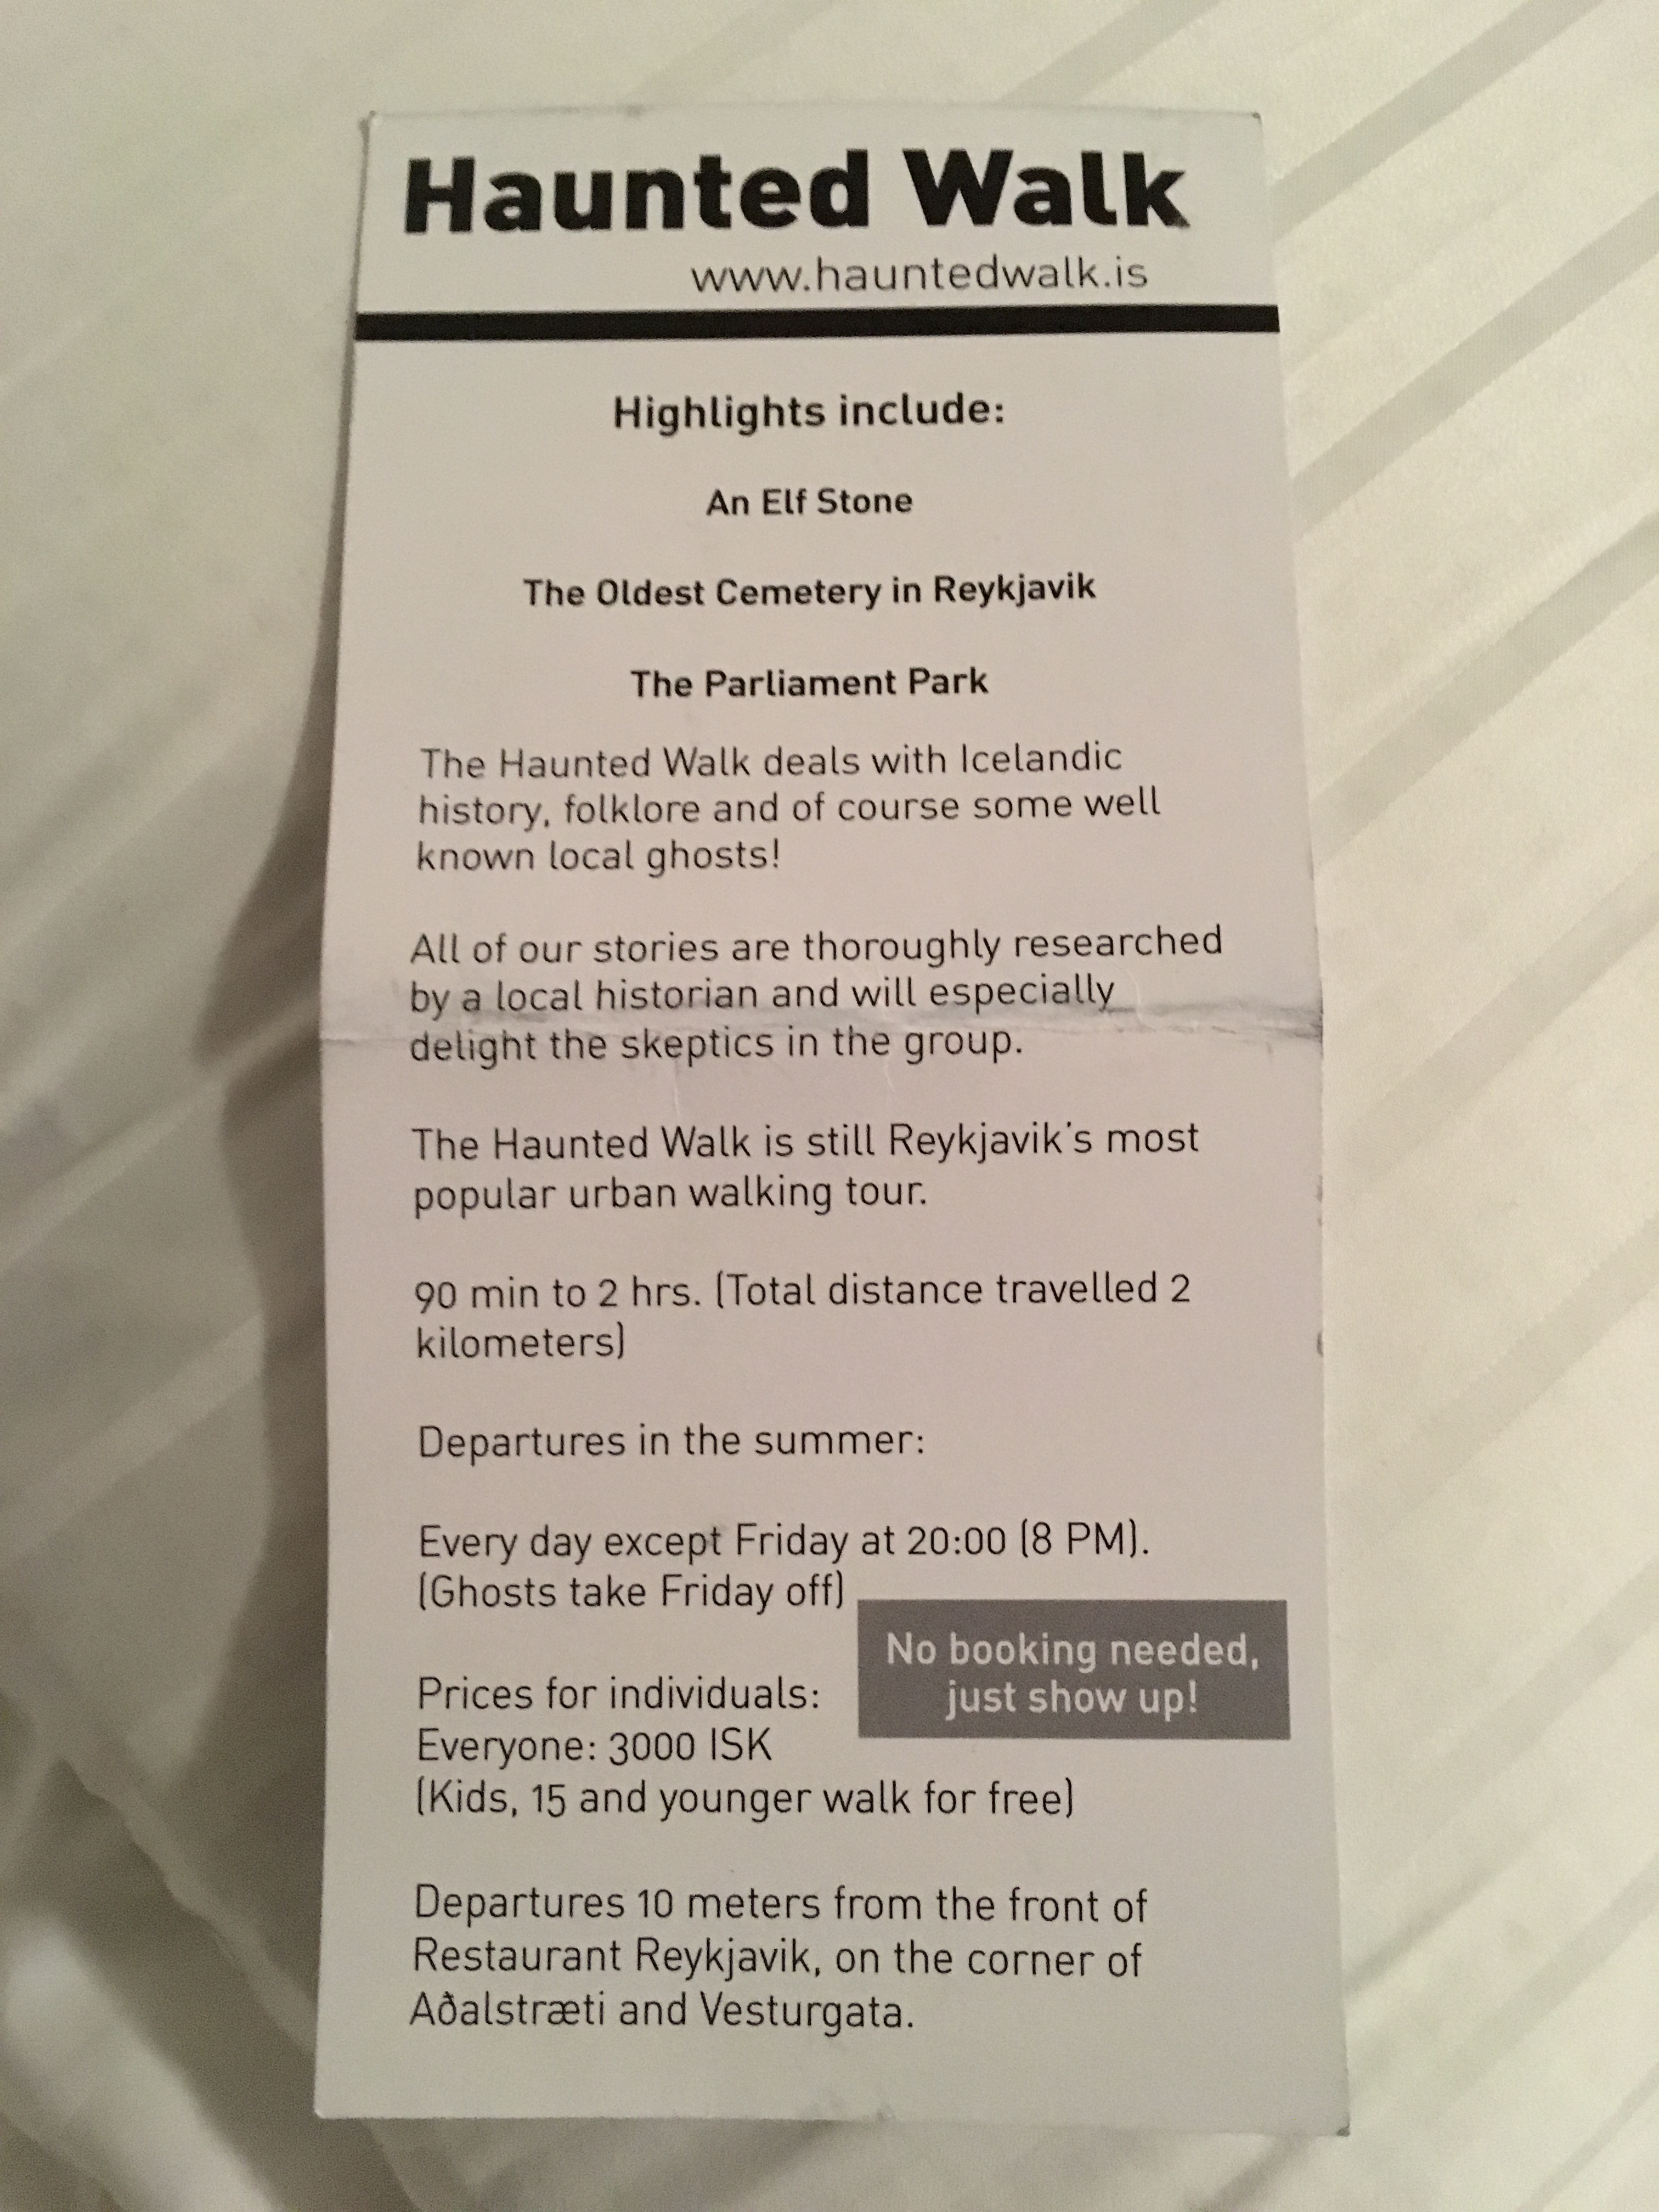 Haunted Walk
www.hauntedwalk.is
Highlights include:
An Elf Stone
The Oldest Cemetery in Reykjavik
The Parliament Park
The Haunted Walk deals with Icelandic
history, folklore and of course some well
known local ghosts!
All of our stories are thoroughly researched
by a local historian and will especially
delight the skeptics in the group.
The Haunted Walk is still Reykjavik's most
popular urban walking tour.
90 min to 2 hrs. (Total distance travelled 2
kilometers)
Departures in the summer:
Every day except Friday at 20:00 (8 PM).
(Ghosts take Friday off)
No booking needed,
just show up!
Prices for individuals:
Everyone: 3000 ISK
(Kids, 15 and younger walk for free)
Departures 10 meters from the front of
Restaurant Reykjavik, on the corner of
Aðalstræti and Vesturgata.